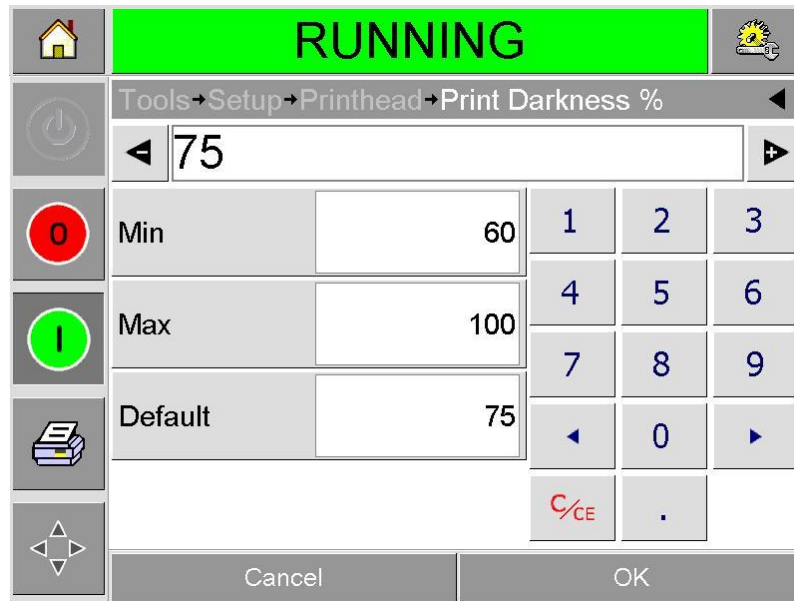 RUNNING
Tools→Setup→Printhead→Print Darkness %
75
0
I
Min 60
Max 100
Default 75
1 2 3
4 5 6
7 8 9
0
C/CE .
Cancel OK